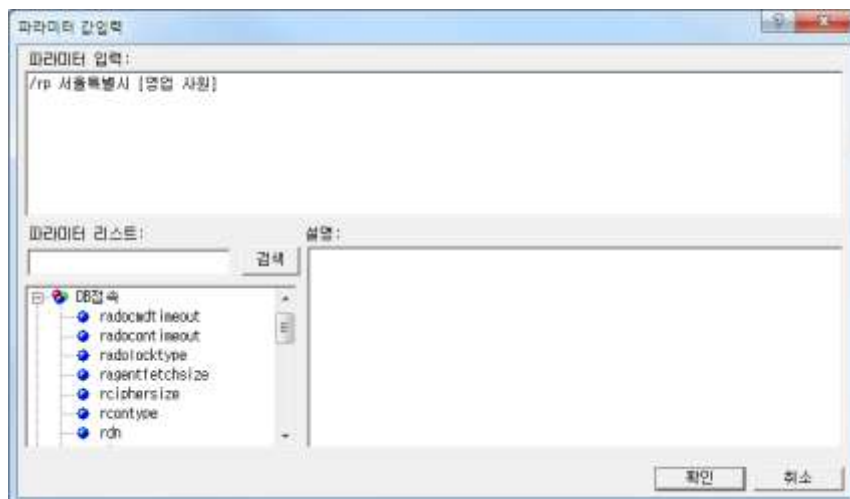 파라미터 값입력
파라미터 입력:
/rp 서울특별시 [영업 사원]
파라미터 리스트:
검색
설명:
DB접속
radocmdtimeout
radocontimeout
radolocktype
ragentfetchsize
rciphersize
rcontype
rdn
확인
취소